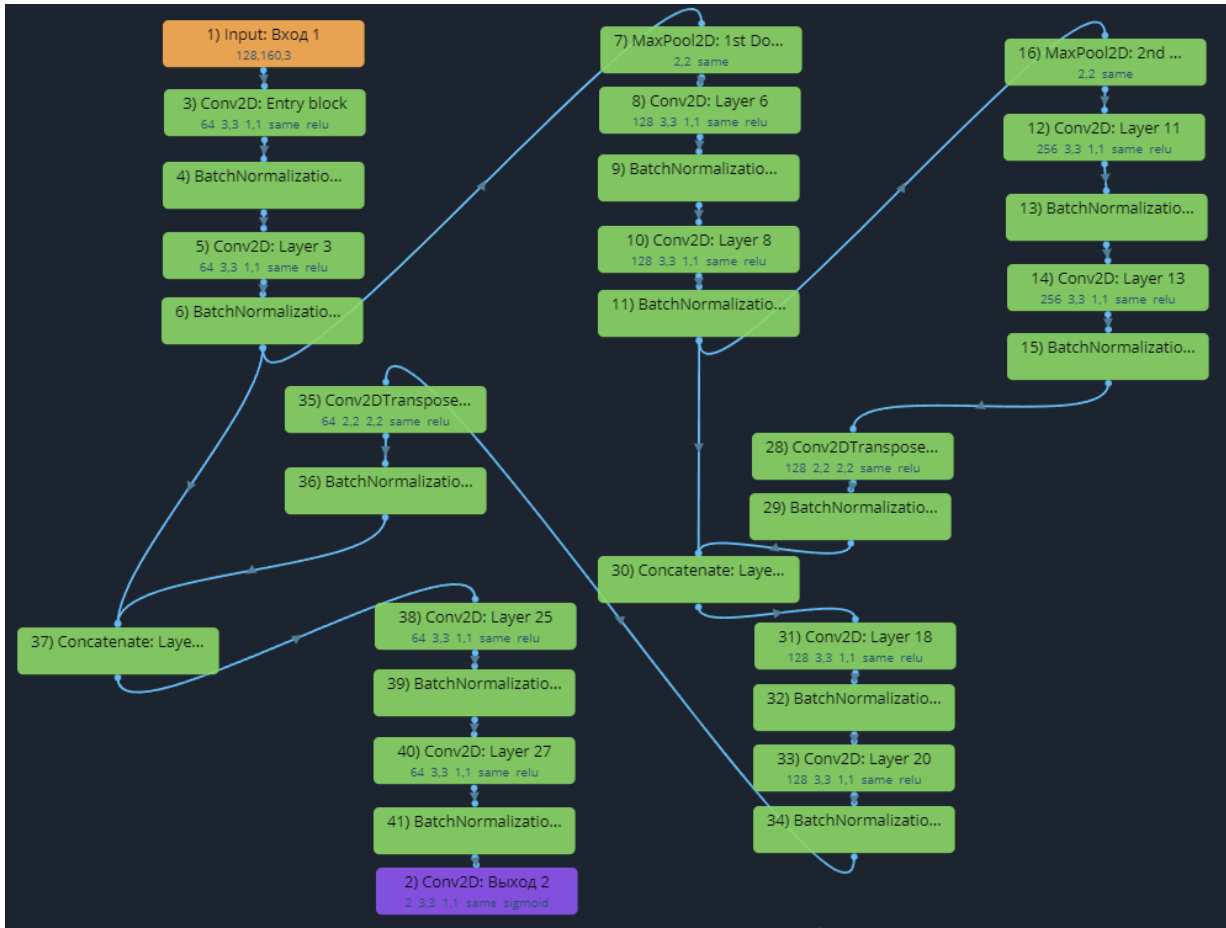 1) Input: Вход 1
128,160,3
3) Conv2D: Entry block
64 3,3 1,1 same relu
4) BatchNormalizatio...
5) Conv2D: Layer 3
64 3,3 1,1 same relu
6) BatchNormalizatio...
7) MaxPool2D: 1st Do...
2,2 same
8) Conv2D: Layer 6
128 3,3 1,1 same relu
9) BatchNormalizatio...
10) Conv2D: Layer 8
128 3,3 1,1 same relu
11) BatchNormalizatio...
16) MaxPool2D: 2nd ...
2,2 same
12) Conv2D: Layer 11
256 3,3 1,1 same relu
13) BatchNormalizatio...
14) Conv2D: Layer 13
256 3,3 1,1 same relu
15) BatchNormalizatio...
28) Conv2DTranspose...
128 2,2 2,2 same relu
29) BatchNormalizatio...
30) Concatenate: Laye...
31) Conv2D: Layer 18
128 3,3 1,1 same relu
32) BatchNormalizatio...
33) Conv2D: Layer 20
128 3,3 1,1 same relu
34) BatchNormalizatio...
35) Conv2DTranspose...
64 2,2 2,2 same relu
36) BatchNormalizatio...
37) Concatenate: Laye...
38) Conv2D: Layer 25
64 3,3 1,1 same relu
39) BatchNormalizatio...
40) Conv2D: Layer 27
64 3,3 1,1 same relu
41) BatchNormalizatio...
2) Conv2D: Выход 2
2 3,3 1,1 same sigmoid